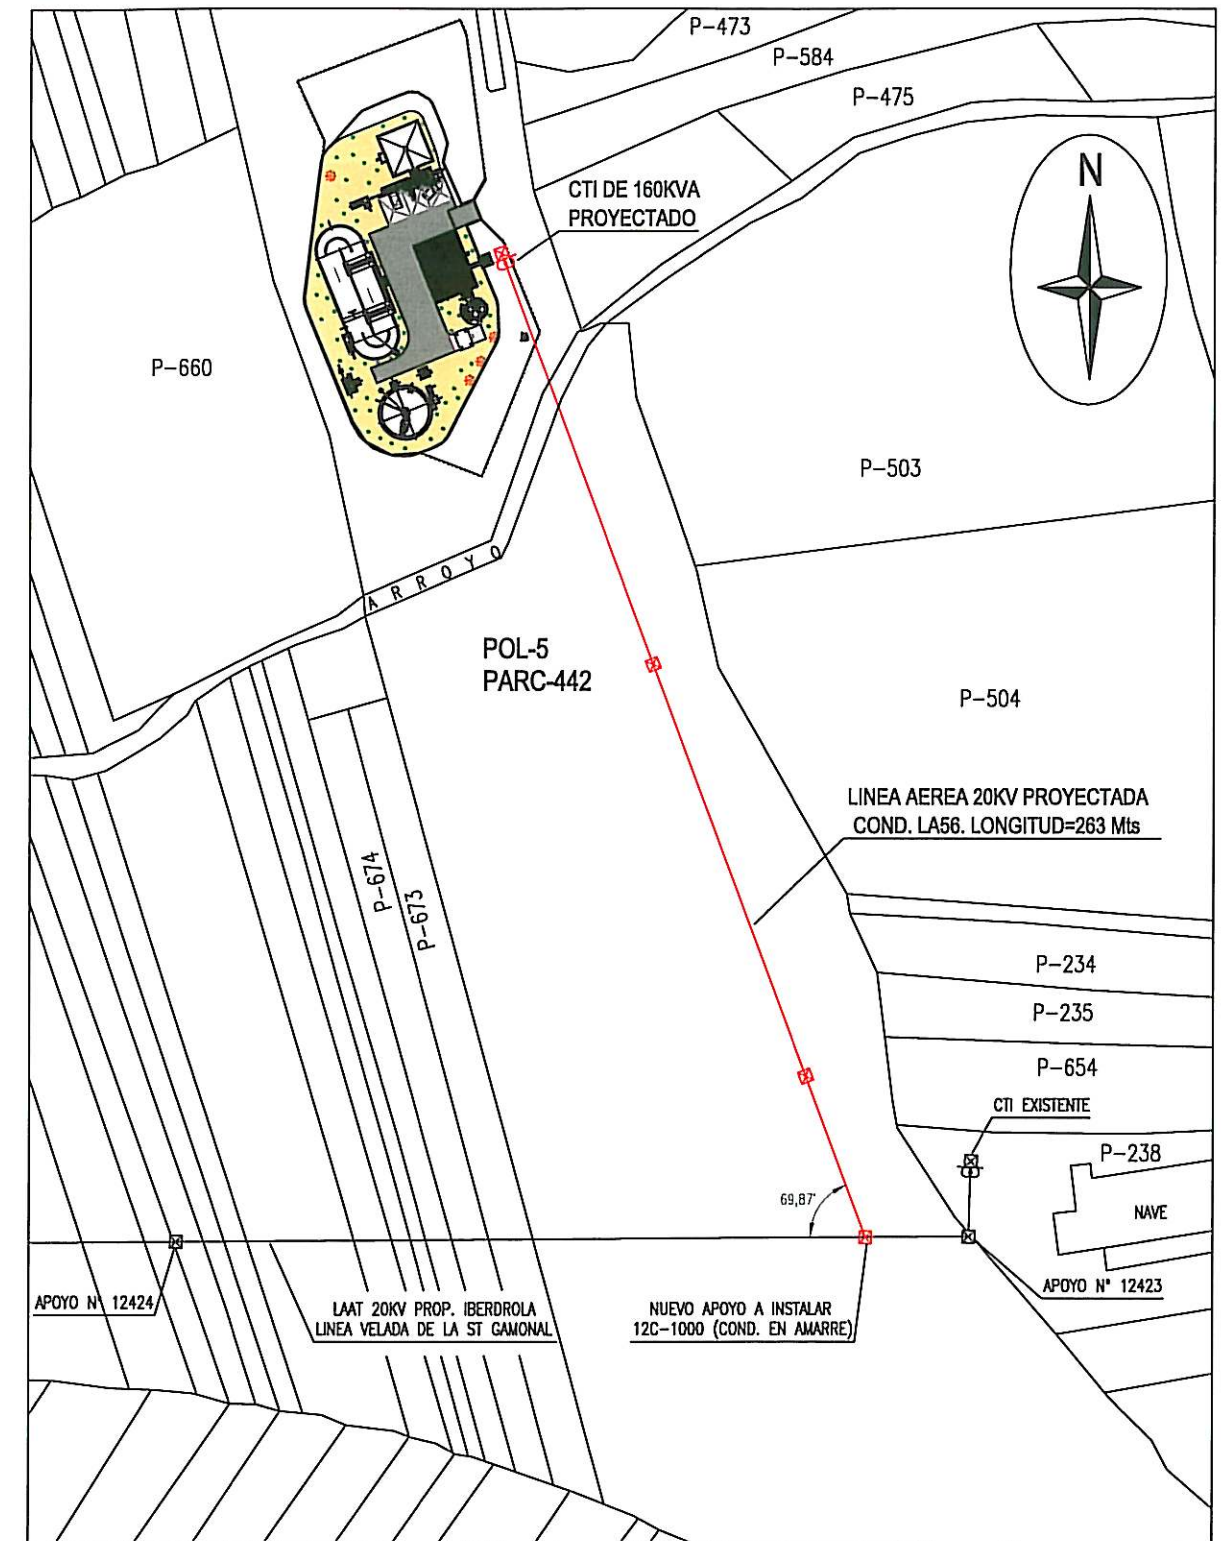 P-473
P-584
P-475
N
CTI DE 160KVA
PROYECTADO
P-660
P-503
ARROYO
POL-5
PARC-442
P-504
LINEA AEREA 20KV PROYECTADA
COND. LA56. LONGITUD=263 Mts
P-674
P-673
P-234
P-235
P-654
CTI EXISTENTE
P-238
69,87°
NAVE
APOYO N° 12424
LAAT 20KV PROP. IBERDROLA
LINEA VELADA DE LA ST GAMONAL
NUEVO APOYO A INSTALAR
12C-1000 (COND. EN AMARRE)
APOYO N° 12423